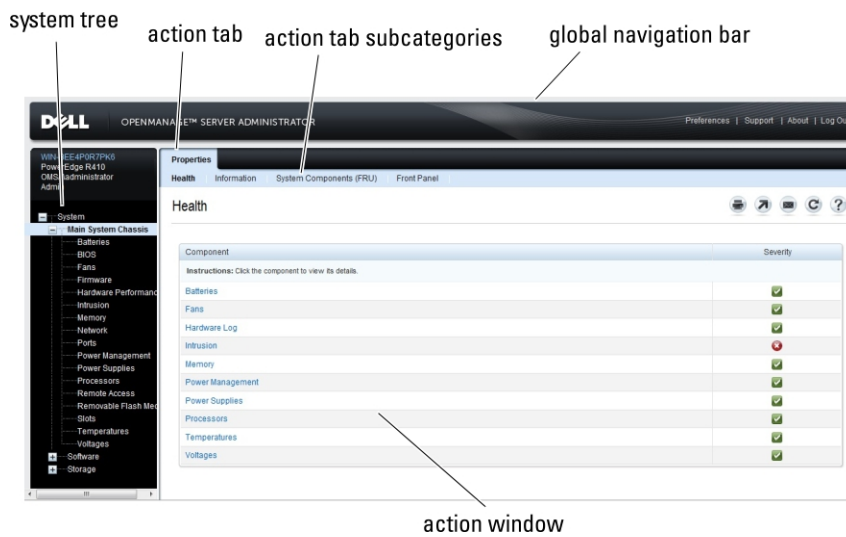 system tree
action tab
action tab subcategories
global navigation bar
DELL
OPENMANAGE™ SERVER ADMINISTRATOR
Preferences | Support | About | Log Ou
PowerEdge R410
Properties
Health
Information
System Components (FRU)
Front Panel
Health
System
Main System Chassis
Batteries
BIOS
Fans
Firmware
Hardware Performanc
Intrusion
Memory
Network
Ports
Power Management
Power Supplies
Processors
Remote Access
Removable Flash Med
Slots
Temperatures
Voltages
Software
Storage
Component
Severity
Instructions: Click the component to view its details.
Batteries
Fans
Hardware Log
Intrusion
Memory
Power Management
Power Supplies
Processors
Temperatures
Voltages
action window